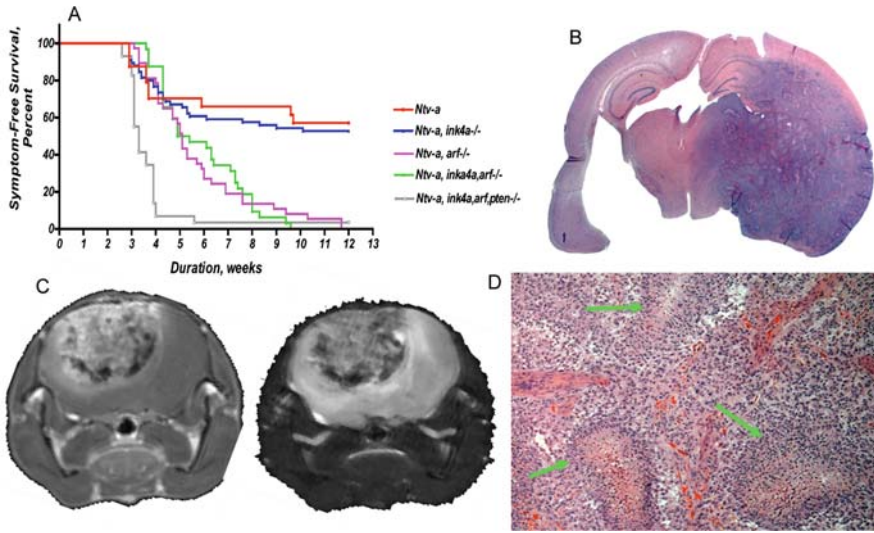 A
Symptom-Free Survival,
Percent
100
80
60
40
20
0
0 1 2 3 4 5 6 7 8 9 10 11 12 13
Duration, weeks
Ntv-a
Ntv-a, ink4a-/-
Ntv-a, arf-/-
Ntv-a, inka4a,arf-/-
Ntv-a, ink4a,arf,pten-/-
B
C
D